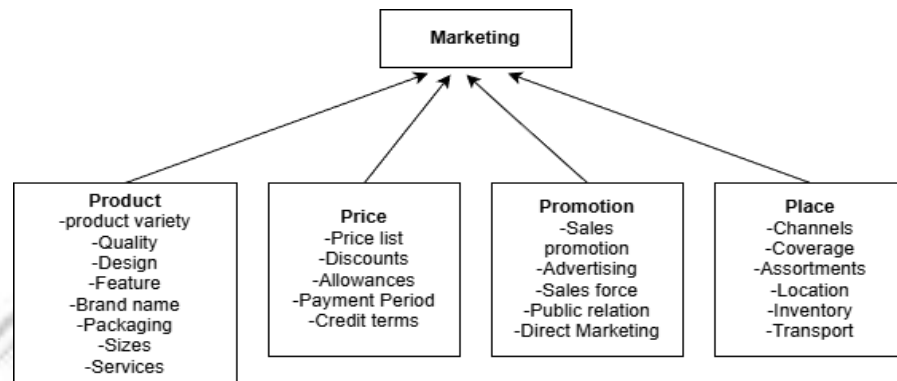 Marketing
Product
-product variety
-Quality
-Design
-Feature
-Brand name
-Packaging
-Sizes
-Services
Price
-Price list
-Discounts
-Allowances
-Payment Period
-Credit terms
Promotion
-Sales
promotion
-Advertising
-Sales force
-Public relation
-Direct Marketing
Place
-Channels
-Coverage
-Assortments
-Location
-Inventory
-Transport